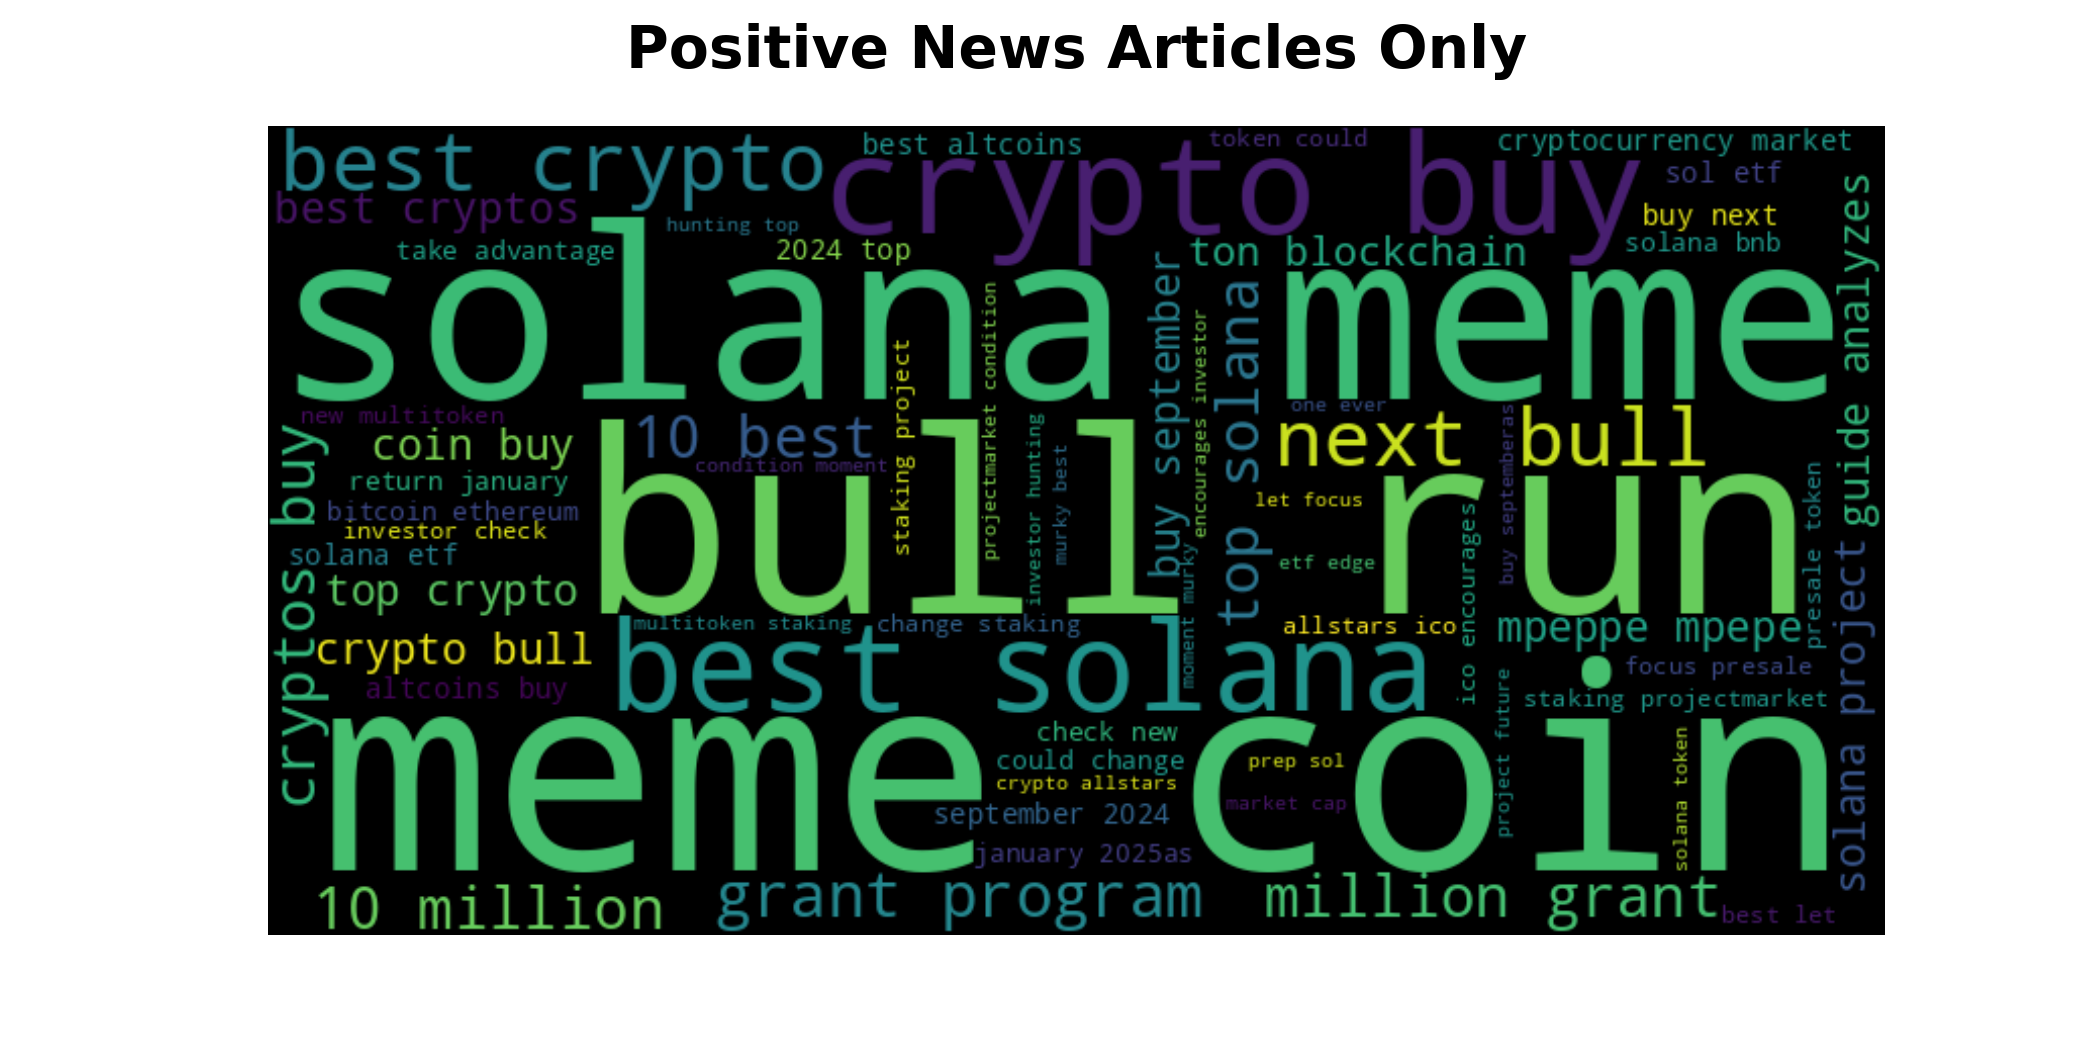 Positive News Articles Only
best crypto
best altcoins
token could
cryptocurrency market
crypto buy
sol etf
best cryptos
hunting top
buy next
take advantage
2024 top
ton blockchain
solana bnb
solana meme
guide analyzes
buy september
top solana
projectmarket condition
encourages investor
staking project
new multitoken
one ever
coin buy
10 best
next bull
condition moment
return january
investor hunting
murky best
buy septemberas
bitcoin ethereum
let focus
investor check
bull run
presale token
solana etf
etf edge
top crypto
cryptos buy
ico encourages
moment murky
multitoken staking
change staking
allstars ico
mpeppe mpepe
solana project
crypto bull
best solana
focus presale
altcoins buy
staking projectmarket
project future
meme coin
check new
could change
prep sol
solana token
crypto allstars
market cap
september 2024
january 2025as
10 million
grant program
million grant
best let